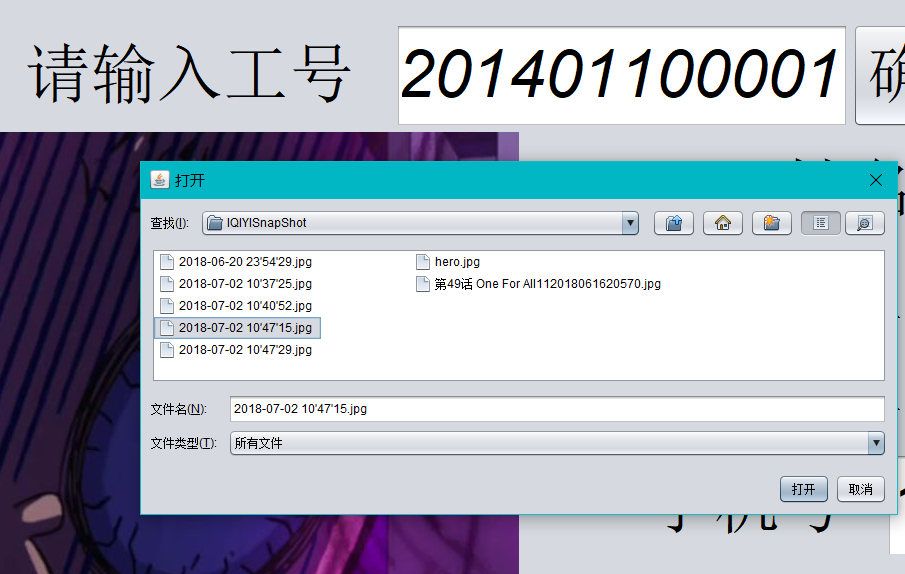 请输入工号 201401100001 确
打开
查找(I): IQIYISnapShot
2018-06-20 23'54'29.jpg hero.jpg
2018-07-02 10'37'25.jpg 第49话 One For All112018061620570.jpg
2018-07-02 10'40'52.jpg
2018-07-02 10'47'15.jpg
2018-07-02 10'47'29.jpg
文件名(N): 2018-07-02 10'47'15.jpg
文件类型(T): 所有文件
打开 取消
手机号